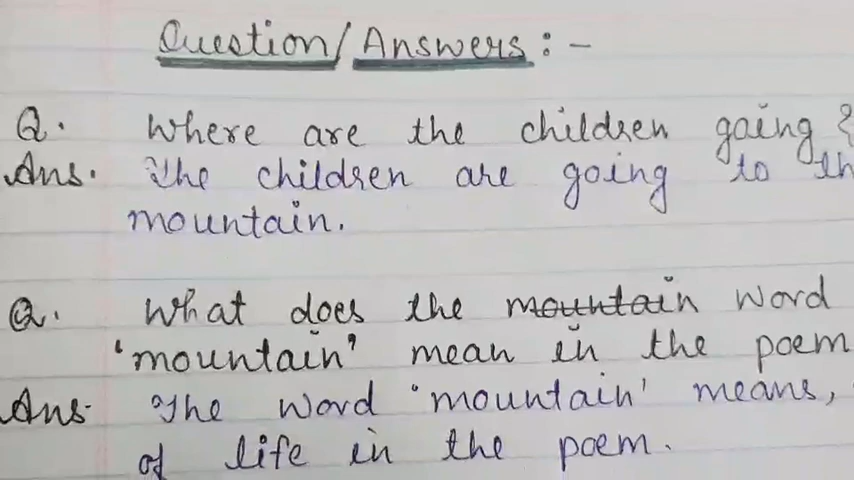 Question/Answers :-
Q. Where are the children going ?
Ans. The children are going to th
mountain.
Q. What does the mountain word
'mountain' mean in the poem
Ans. The word 'mountain' means,
of life in the poem.